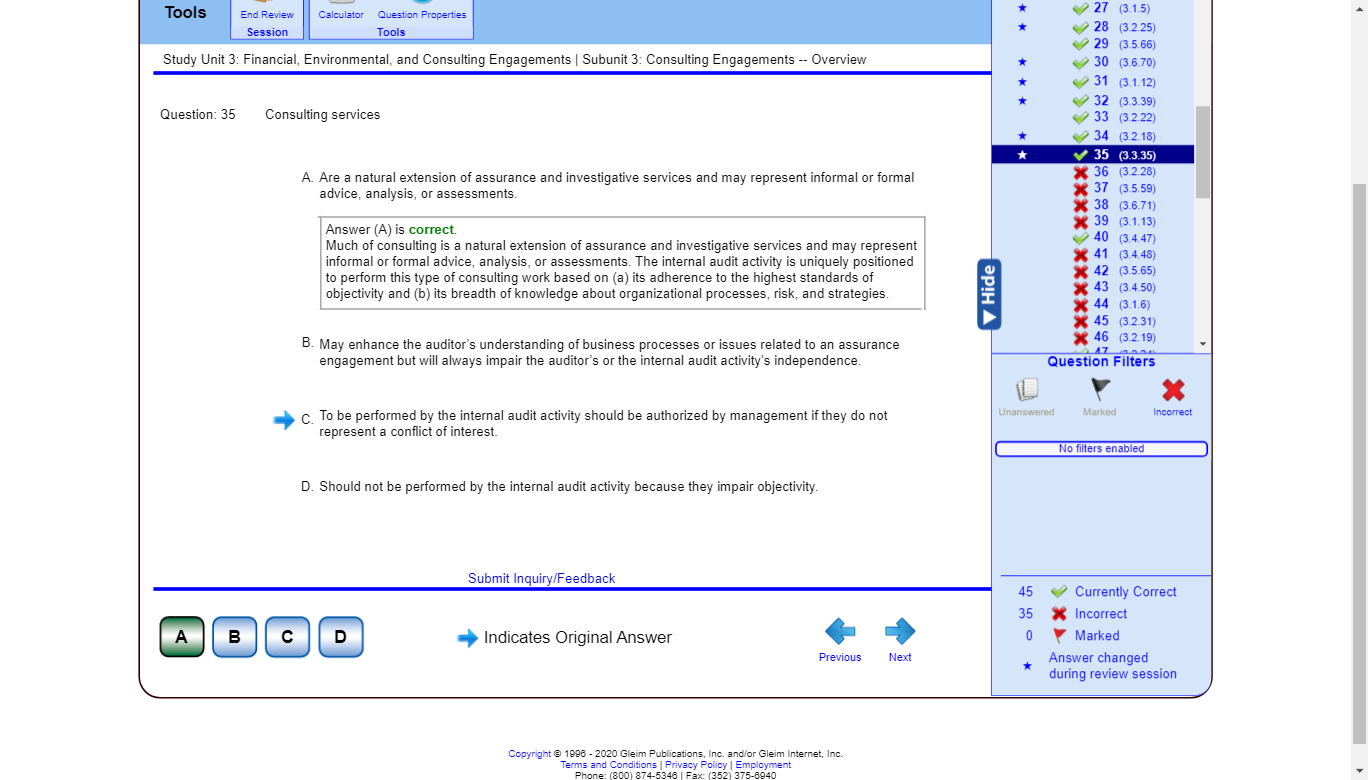 Tools
End Review
Session
Calculator Question Properties
Tools
Study Unit 3: Financial, Environmental, and Consulting Engagements | Subunit 3: Consulting Engagements -- Overview
Question: 35 Consulting services
A. Are a natural extension of assurance and investigative services and may represent informal or formal
advice, analysis, or assessments.
Answer (A) is correct.
Much of consulting is a natural extension of assurance and investigative services and may represent
informal or formal advice, analysis, or assessments. The internal audit activity is uniquely positioned
to perform this type of consulting work based on (a) its adherence to the highest standards of
objectivity and (b) its breadth of knowledge about organizational processes, risk, and strategies.
B. May enhance the auditor's understanding of business processes or issues related to an assurance
engagement but will always impair the auditor's or the internal audit activity's independence.
C. To be performed by the internal audit activity should be authorized by management if they do not
represent a conflict of interest.
D. Should not be performed by the internal audit activity because they impair objectivity.
Submit Inquiry/Feedback
A B C D
Indicates Original Answer
Previous Next
27 (3.1.5)
28 (3.2.25)
29 (3.5.66)
30 (3.6.70)
31 (3.1.12)
32 (3.3.39)
33 (3.2.22)
34 (3.2.18)
35 (3.3.35)
36 (3.2.28)
37 (3.5.59)
38 (3.6.71)
39 (3.1.13)
40 (3.4.47)
41 (3.4.48)
42 (3.5.65)
43 (3.4.50)
44 (3.1.6)
45 (3.2.31)
46 (3.2.19)
47
Hide
Question Filters
Unanswered Marked Incorrect
No filters enabled
45 Currently Correct
35 Incorrect
0 Marked
Answer changed
during review session
Copyright © 1996 - 2020 Gleim Publications, Inc. and/or Gleim Internet, Inc.
Terms and Conditions | Privacy Policy | Employment
Phone: (800) 874-5346 | Fax: (352) 375-6940